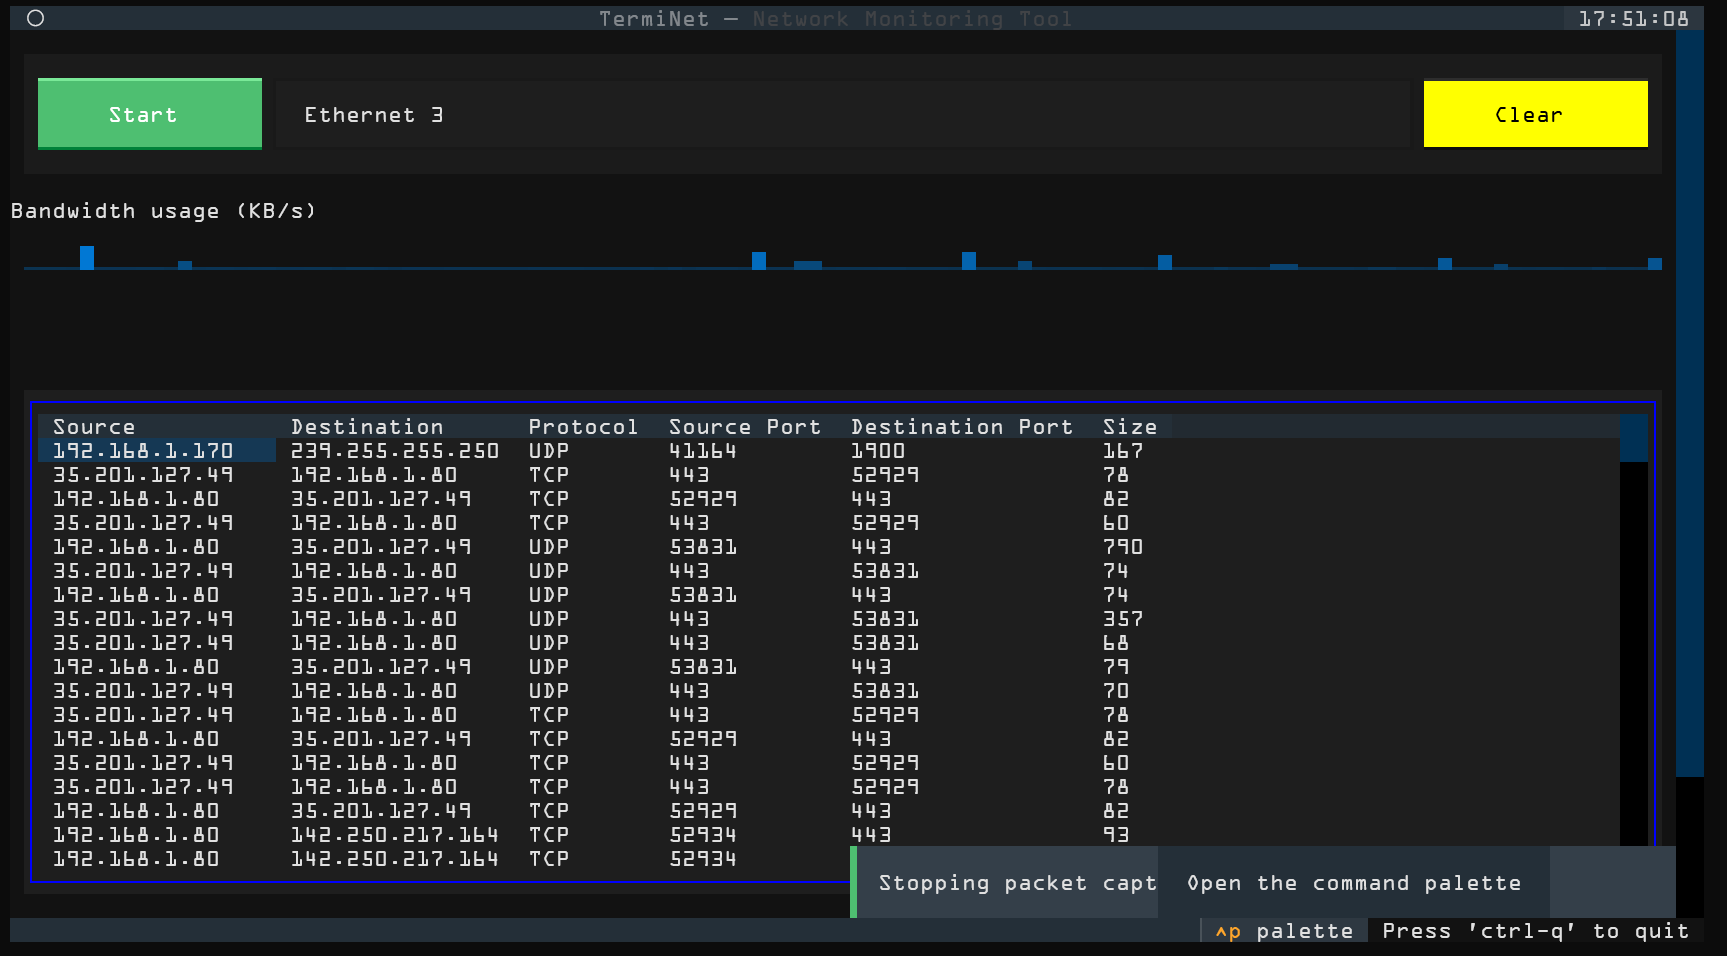 TermiNet — Network Monitoring Tool 17:51:08
Start Ethernet 3 Clear
Bandwidth usage (KB/s)
Source Destination Protocol Source Port Destination Port Size
192.168.1.170 239.255.255.250 UDP 41164 1900 167
35.201.127.49 192.168.1.80 TCP 443 52929 78
192.168.1.80 35.201.127.49 TCP 52929 443 82
35.201.127.49 192.168.1.80 TCP 443 52929 60
192.168.1.80 35.201.127.49 UDP 53831 443 790
35.201.127.49 192.168.1.80 UDP 443 53831 74
192.168.1.80 35.201.127.49 UDP 53831 443 74
35.201.127.49 192.168.1.80 UDP 443 53831 357
35.201.127.49 192.168.1.80 UDP 443 53831 68
192.168.1.80 35.201.127.49 UDP 53831 443 79
35.201.127.49 192.168.1.80 UDP 443 53831 70
35.201.127.49 192.168.1.80 TCP 443 52929 78
192.168.1.80 35.201.127.49 TCP 52929 443 82
35.201.127.49 192.168.1.80 TCP 443 52929 60
35.201.127.49 192.168.1.80 TCP 443 52929 78
192.168.1.80 35.201.127.49 TCP 52929 443 82
192.168.1.80 142.250.217.164 TCP 52934 443 93
192.168.1.80 142.250.217.164 TCP 52934
Stopping packet capt Open the command palette
^p palette Press 'ctrl-q' to quit